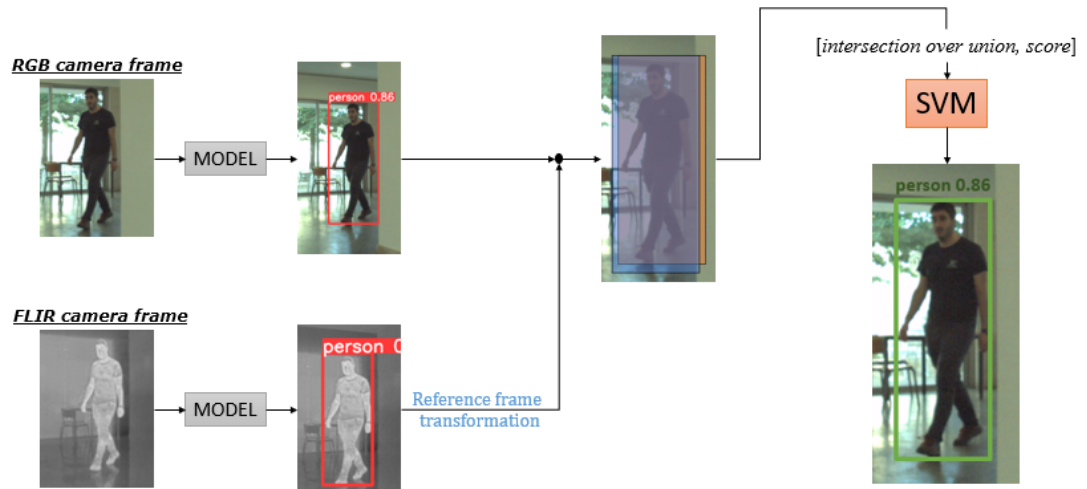 RGB camera frame
MODEL
person 0.86
[intersection over union, score]
SVM
person 0.86
FLIR camera frame
MODEL
person 0
Reference frame
transformation